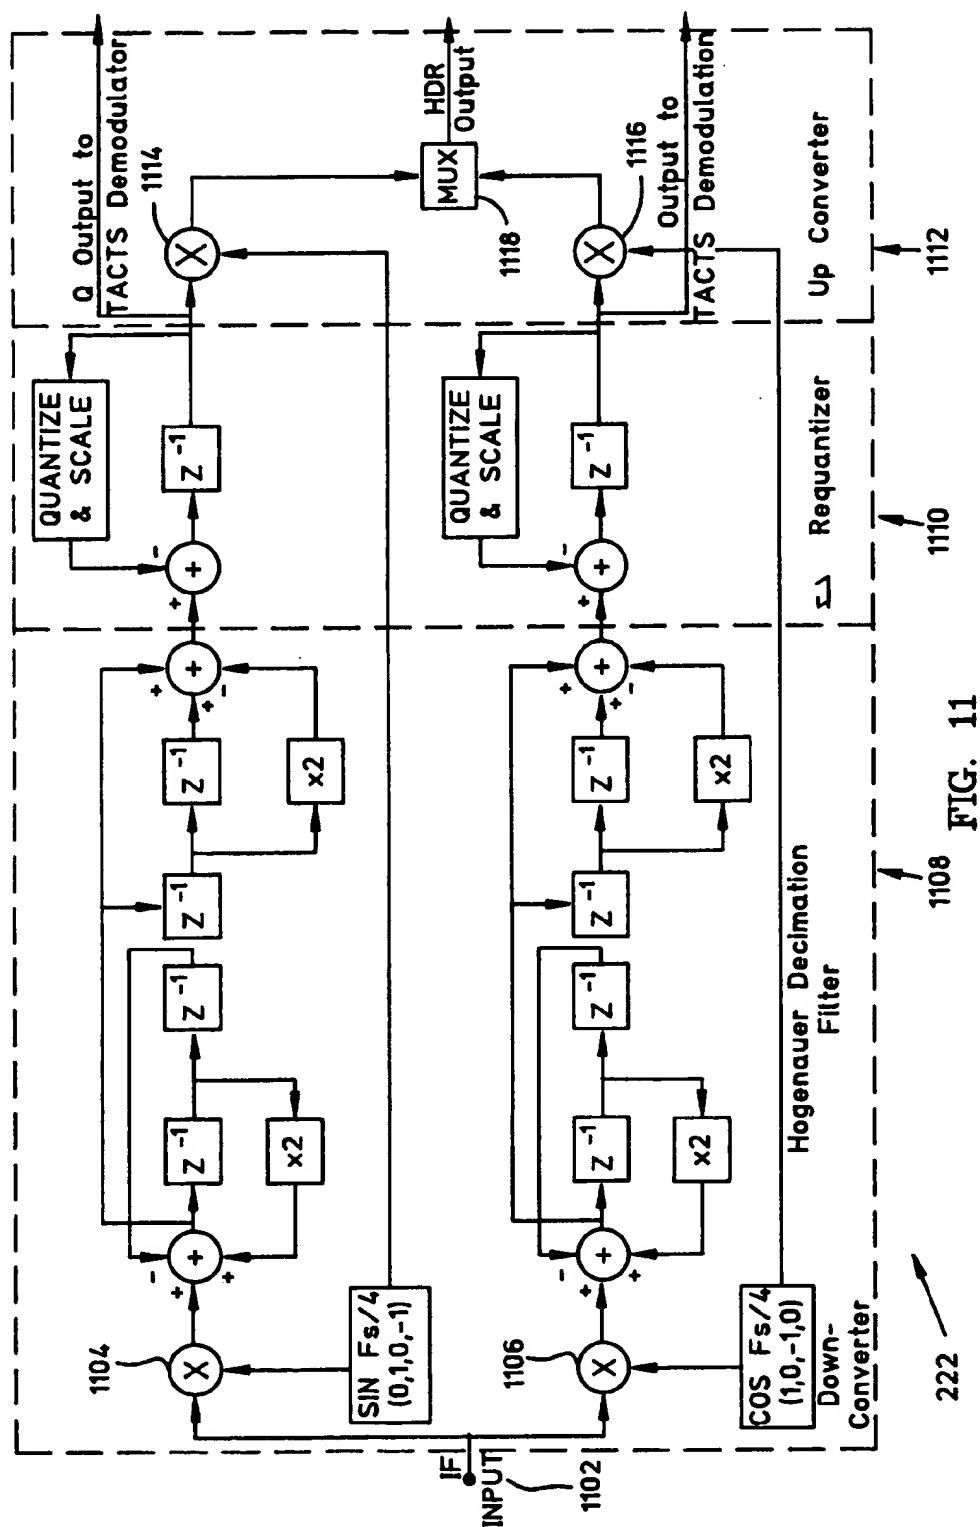 IF
INPUT
1102
1104
X
SIN Fs/4
(0,1,0,-1)
+
-
+
+
Z⁻¹
x2
Z⁻¹
Z⁻¹
Z⁻¹
x2
+
+
+
-
+
-
+
Z⁻¹
QUANTIZE
& SCALE
Q Output to
TACTS Demodulator
X
1114
MUX
1118
HDR
Output
1106
X
COS Fs/4
(1,0,-1,0)
Down-
Converter
+
-
+
+
Z⁻¹
x2
Z⁻¹
Z⁻¹
Z⁻¹
x2
+
+
+
-
+
-
+
Z⁻¹
QUANTIZE
& SCALE
X
1116
Output to
TACTS Demodulation
Hogenauer Decimation
Filter
Requantizer
Up Converter
222
1108
1110
1112
FIG. 11